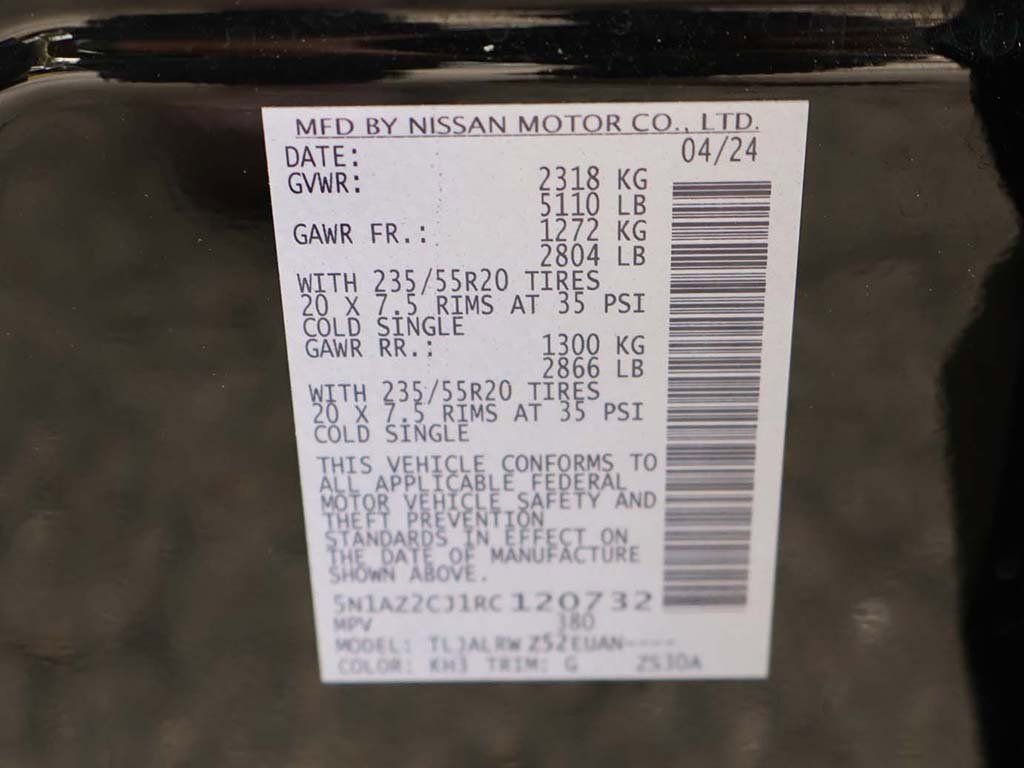 MFD BY NISSAN MOTOR CO., LTD.
DATE: 04/24
GVWR: 2318 KG
5110 LB
GAWR FR.: 1272 KG
2804 LB
WITH 235/55R20 TIRES
20 X 7.5 RIMS AT 35 PSI
COLD SINGLE
GAWR RR.: 1300 KG
2866 LB
WITH 235/55R20 TIRES
20 X 7.5 RIMS AT 35 PSI
COLD SINGLE
THIS VEHICLE CONFORMS TO
ALL APPLICABLE FEDERAL
MOTOR VEHICLE SAFETY AND
THEFT PREVENTION
STANDARDS IN EFFECT ON
THE DATE OF MANUFACTURE
SHOWN ABOVE.
5N1AZ2CJ1RC120732
MPV 380
MODEL: Z52EUAN----
COLOR: KH3 TRIM: G